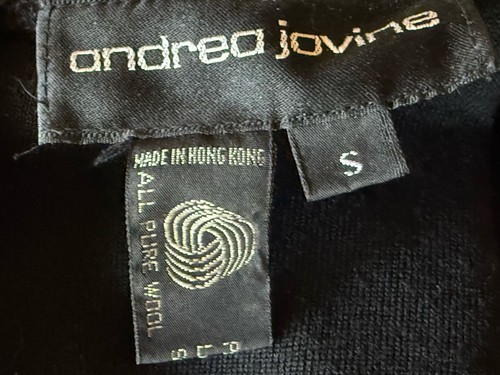 andrea jovine
MADE IN HONG KONG
S
ALL PURE WOOL